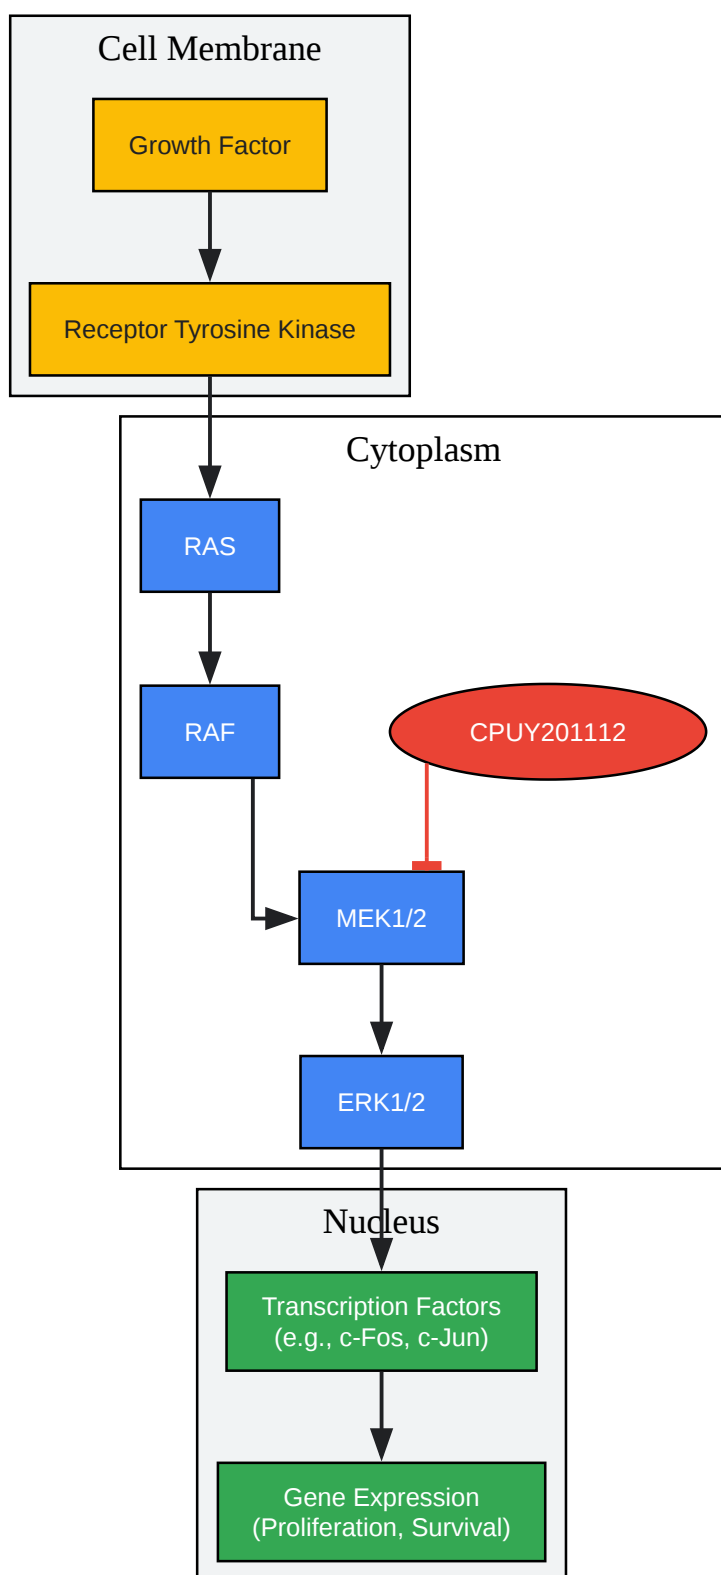 Cell Membrane
Growth Factor
Receptor Tyrosine Kinase
Cytoplasm
RAS
RAF
CPUY201112
MEK1/2
ERK1/2
Nucleus
Transcription Factors
(e.g., c-Fos, c-Jun)
Gene Expression
(Proliferation, Survival)